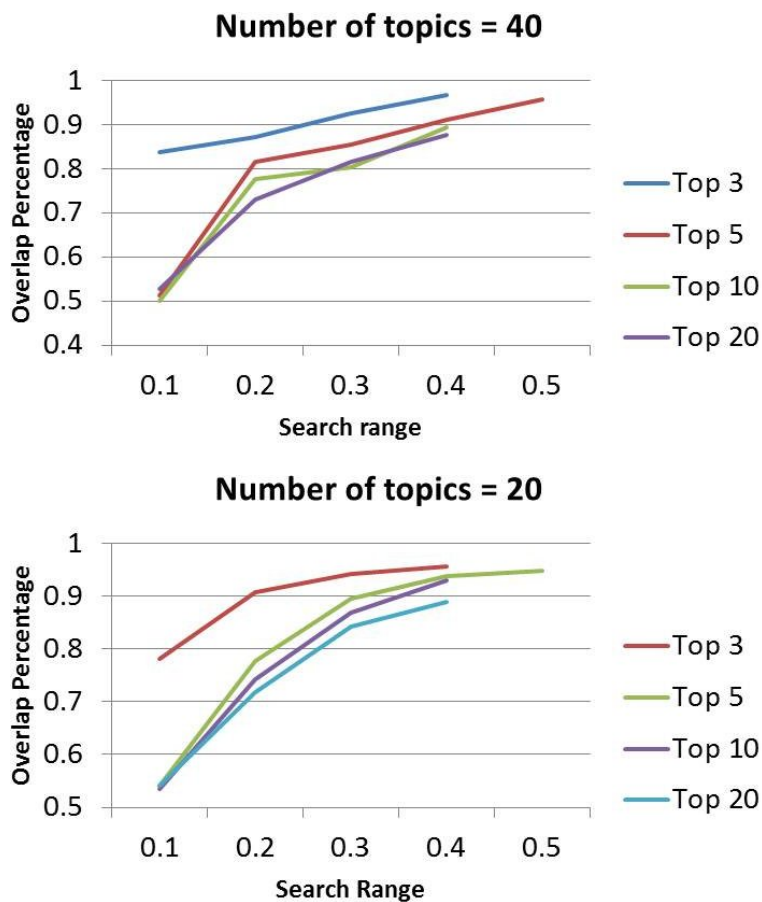 Number of topics = 40
Overlap Percentage
1
0.9
0.8
0.7
0.6
0.5
0.4
0.1 0.2 0.3 0.4 0.5
Search range
Top 3
Top 5
Top 10
Top 20
Number of topics = 20
Overlap Percentage
1
0.9
0.8
0.7
0.6
0.5
0.1 0.2 0.3 0.4 0.5
Search Range
Top 3
Top 5
Top 10
Top 20